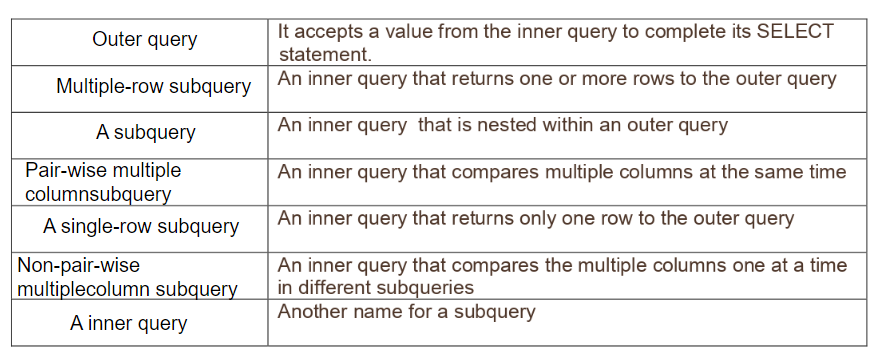 Outer query
It accepts a value from the inner query to complete its SELECT
statement.
Multiple-row subquery
An inner query that returns one or more rows to the outer query
A subquery
An inner query that is nested within an outer query
Pair-wise multiple
columnsubquery
An inner query that compares multiple columns at the same time
A single-row subquery
An inner query that returns only one row to the outer query
Non-pair-wise
multiplecolumn subquery
An inner query that compares the multiple columns one at a time
in different subqueries
A inner query
Another name for a subquery